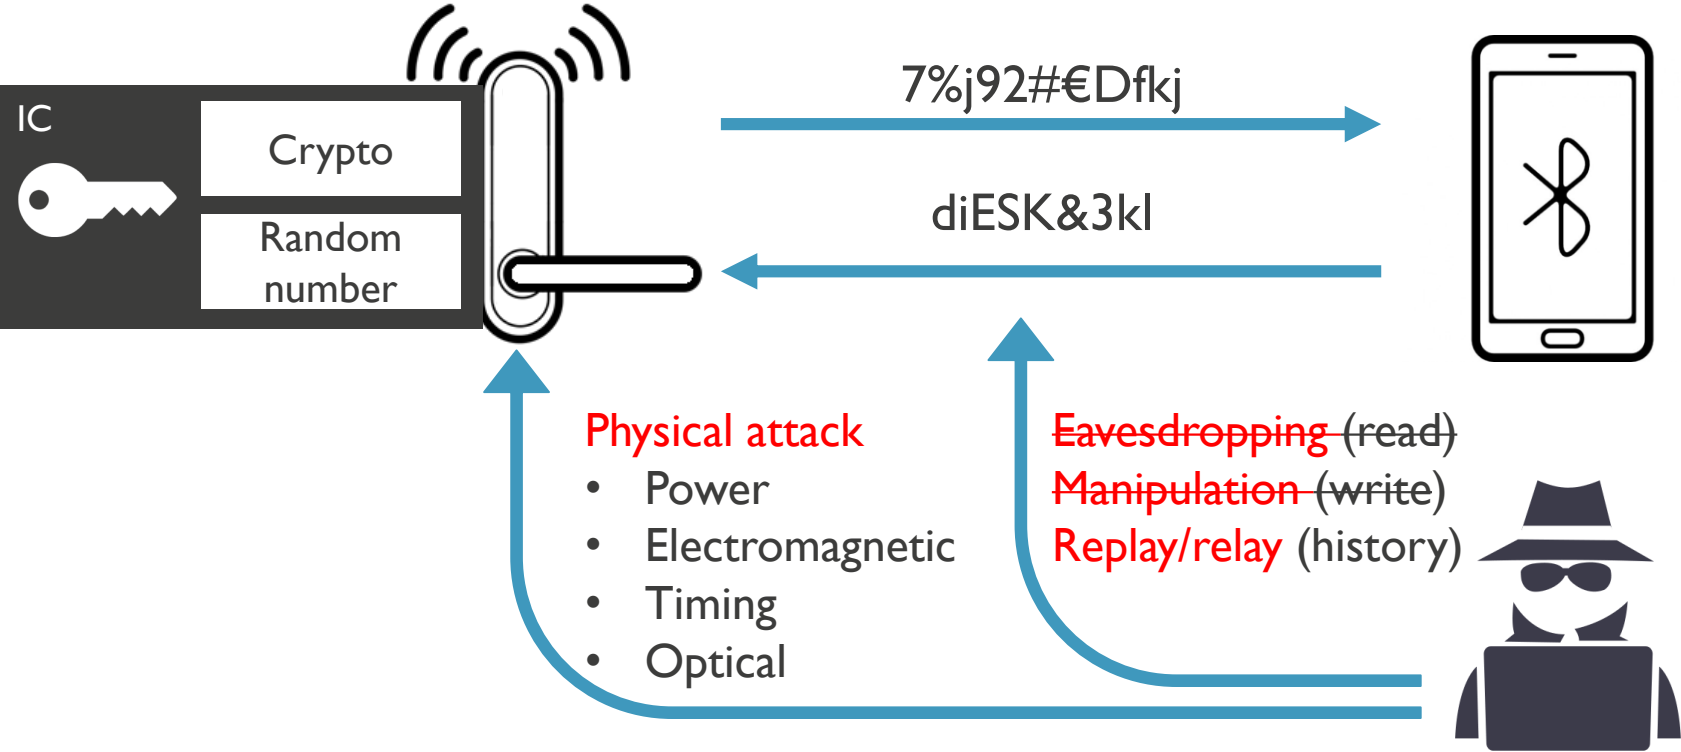 IC
Crypto
Random
number
7%j92#€Dfkj
diESK&3kl
Physical attack
• Power
• Electromagnetic
• Timing
• Optical
Eavesdropping (read)
Manipulation (write)
Replay/relay (history)